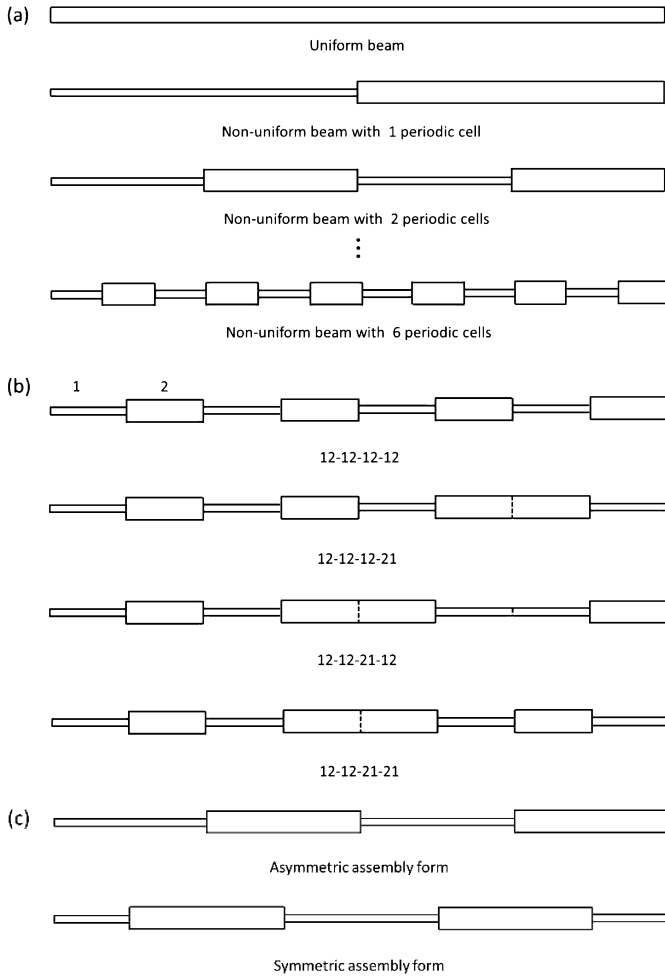 (a)
Uniform beam
Non-uniform beam with 1 periodic cell
Non-uniform beam with 2 periodic cells
Non-uniform beam with 6 periodic cells
(b)
1 2
12-12-12-12
12-12-12-21
12-12-21-12
12-12-21-21
(c)
Asymmetric assembly form
Symmetric assembly form